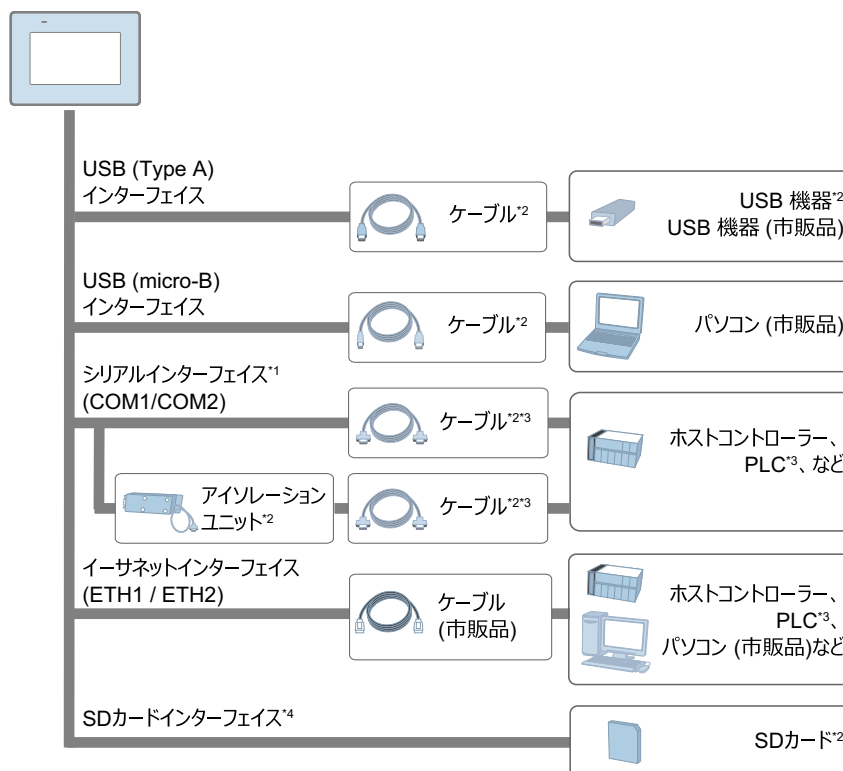 USB (Type A)
インターフェイス
ケーブル*2
USB 機器*2
USB 機器 (市販品)
USB (micro-B)
インターフェイス
ケーブル*2
パソコン (市販品)
シリアルインターフェイス*1
(COM1/COM2)
ケーブル*2*3
ホストコントローラー、
PLC*3、など
アイソレーション
ユニット*2
ケーブル*2*3
イーサネットインターフェイス
(ETH1 / ETH2)
ケーブル
(市販品)
ホストコントローラー、
PLC*3、
パソコン (市販品)など
SDカードインターフェイス*4
SDカード*2